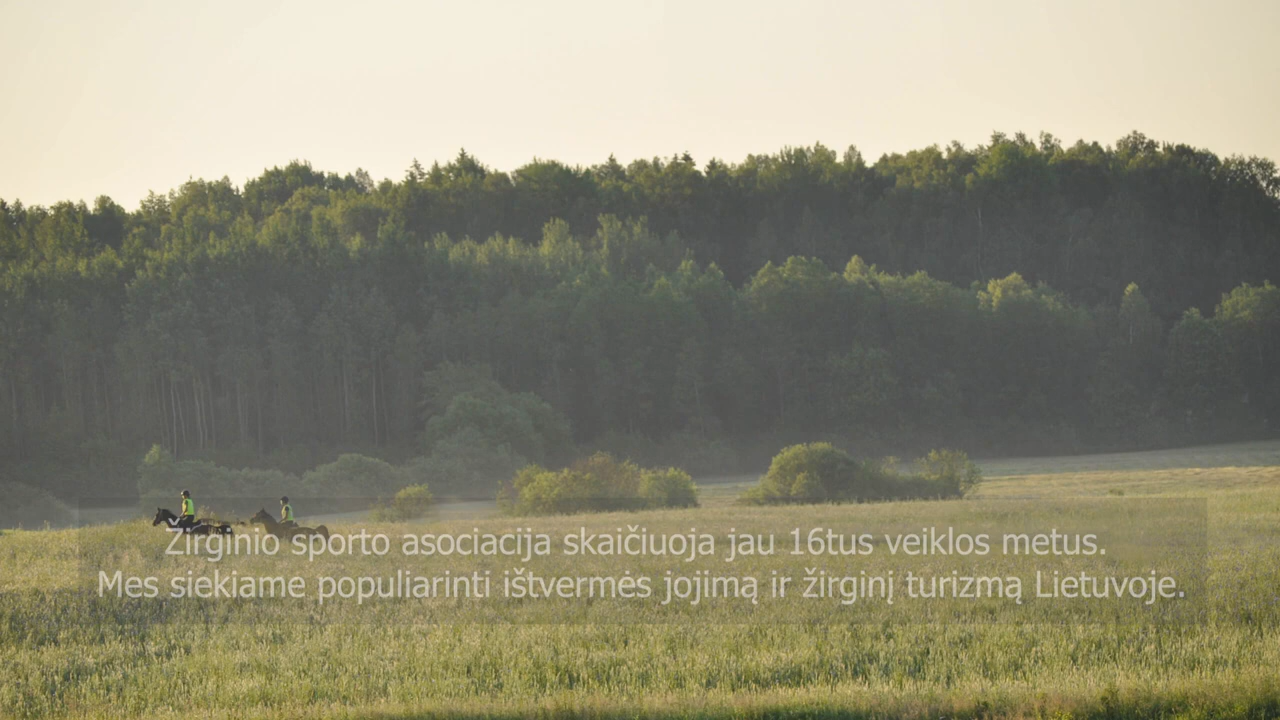 Žirginio sporto asociacija skaičiuoja jau 16tus veiklos metus.
Mes siekiame populiarinti ištvermės jojimą ir žirginį turizmą Lietuvoje.